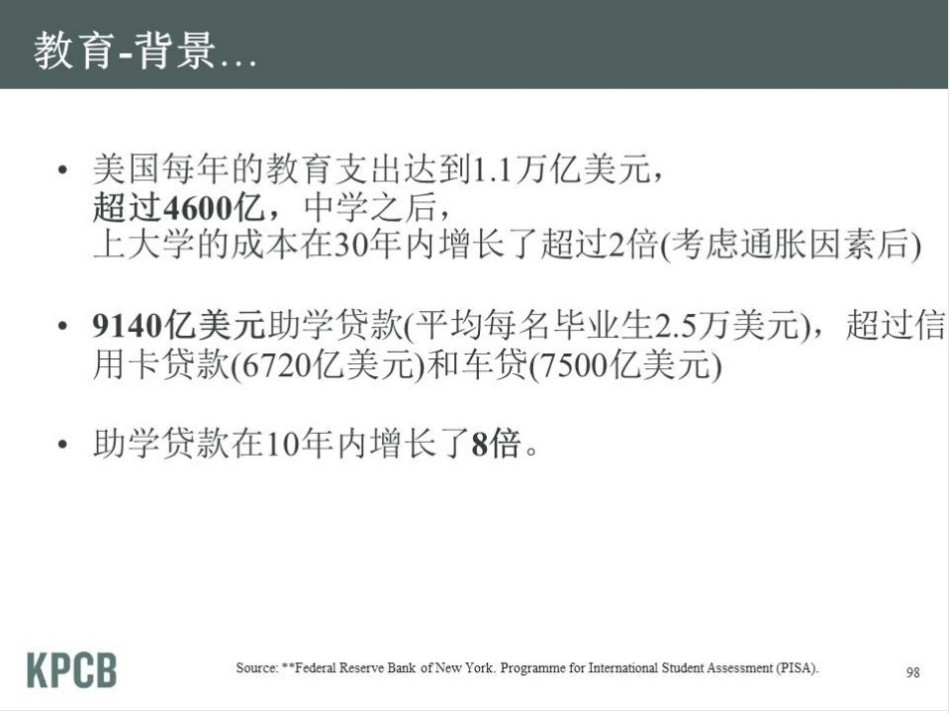 教育-背景...
• 美国每年的教育支出达到1.1万亿美元，
超过4600亿，中学之后，
上大学的成本在30年内增长了超过2倍(考虑通胀因素后)
• 9140亿美元助学贷款(平均每名毕业生2.5万美元)，超过信
用卡贷款(6720亿美元)和车贷(7500亿美元)
• 助学贷款在10年内增长了8倍。
KPCB
Source: **Federal Reserve Bank of New York. Programme for International Student Assessment (PISA).
98